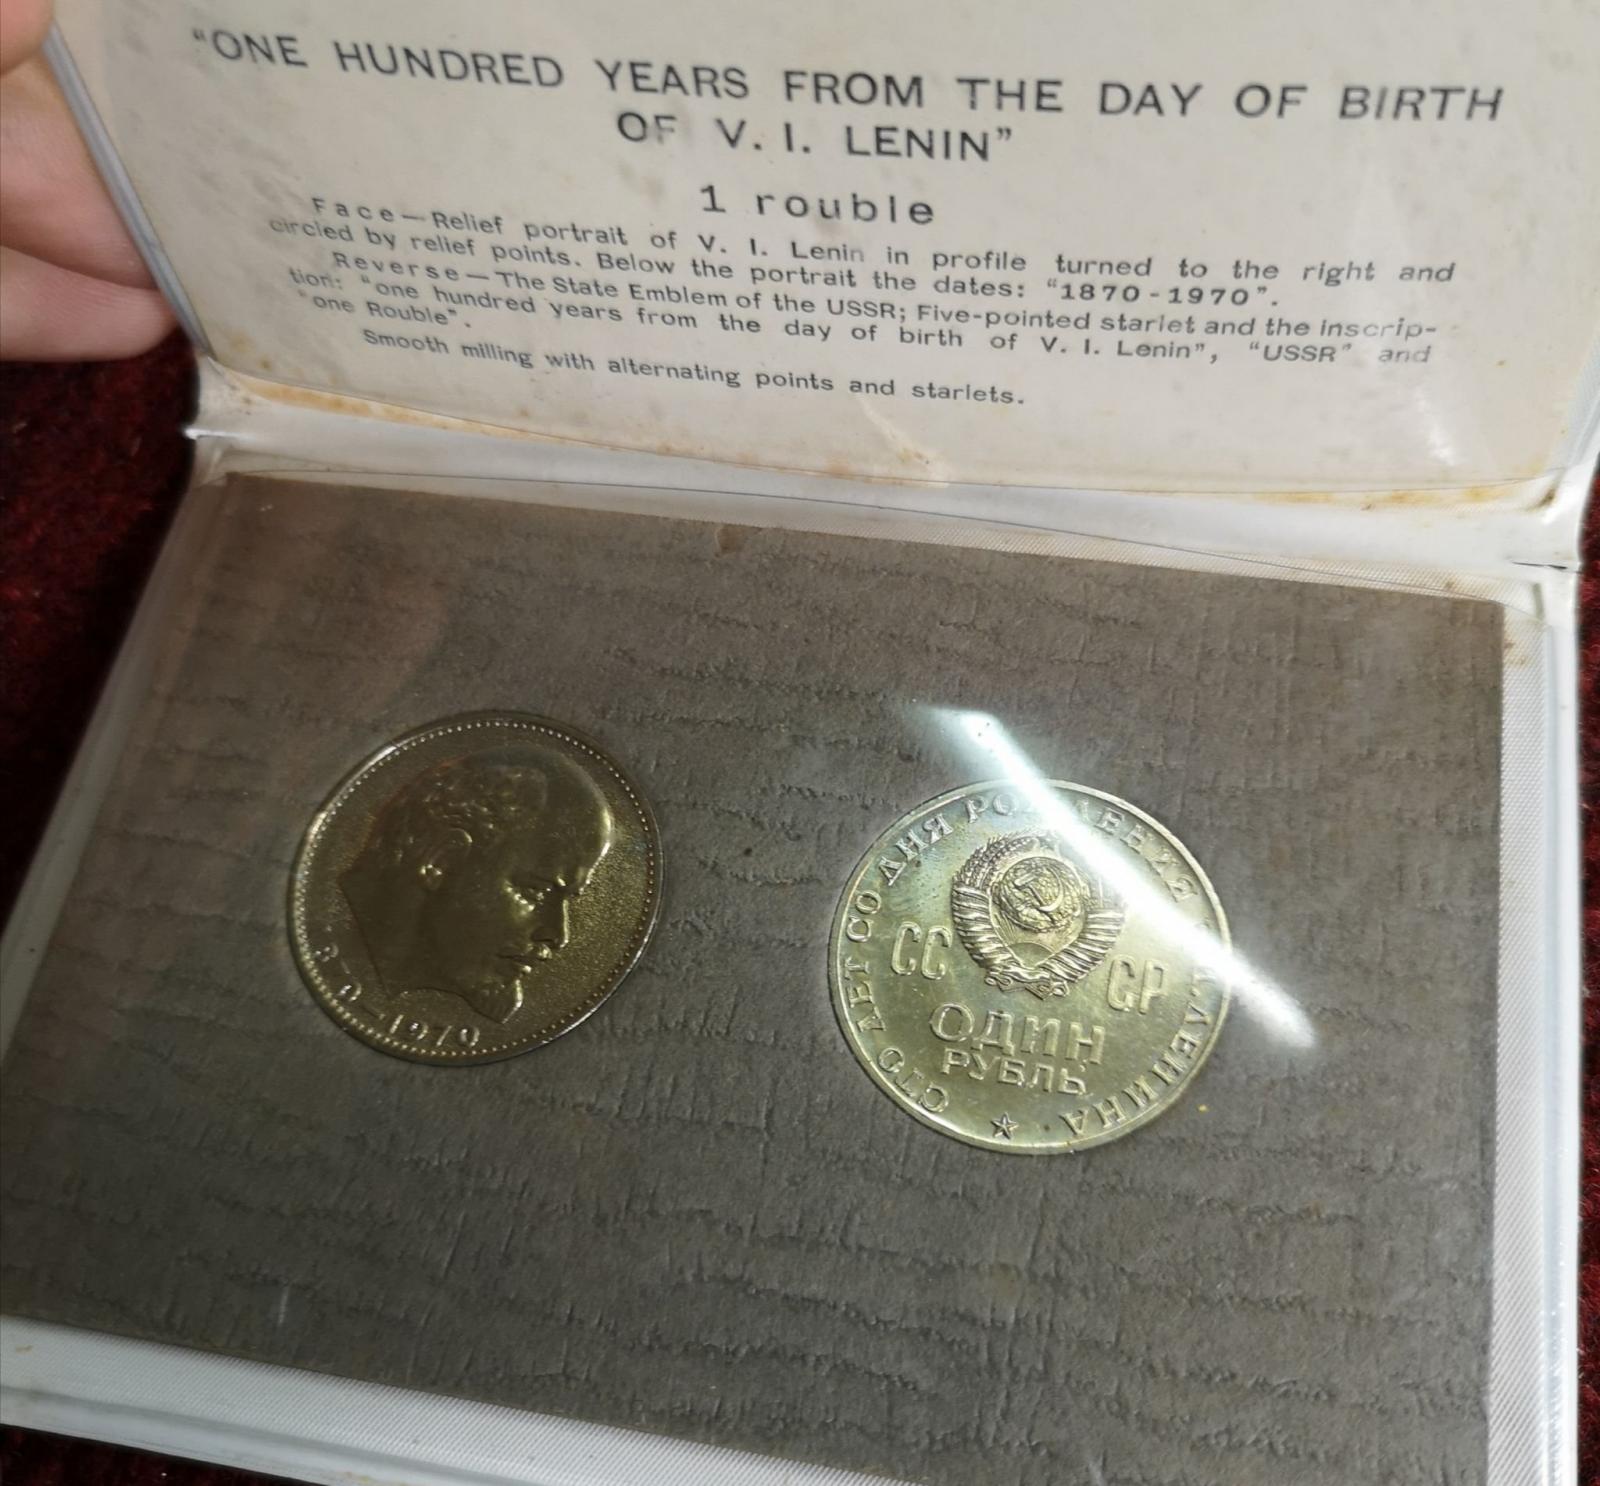 “ONE HUNDRED YEARS FROM THE DAY OF BIRTH
OF V. I. LENIN”
1 rouble
Face—Relief portrait of V. I. Lenin in profile turned to the right and
circled by relief points. Below the portrait the dates: “1870-1970”.
Reverse—The State Emblem of the USSR; Five-pointed starlet and the inscrip-
tion: “one hundred years from the day of birth of V. I. Lenin”, “USSR” and
“one Rouble”.
Smooth milling with alternating points and starlets.
1970
СТО ЛЕТ СО ДНЯ РОЖДЕНИЯ ЛЕНИНА
СС СР
ОДИН
РУБЛЬ